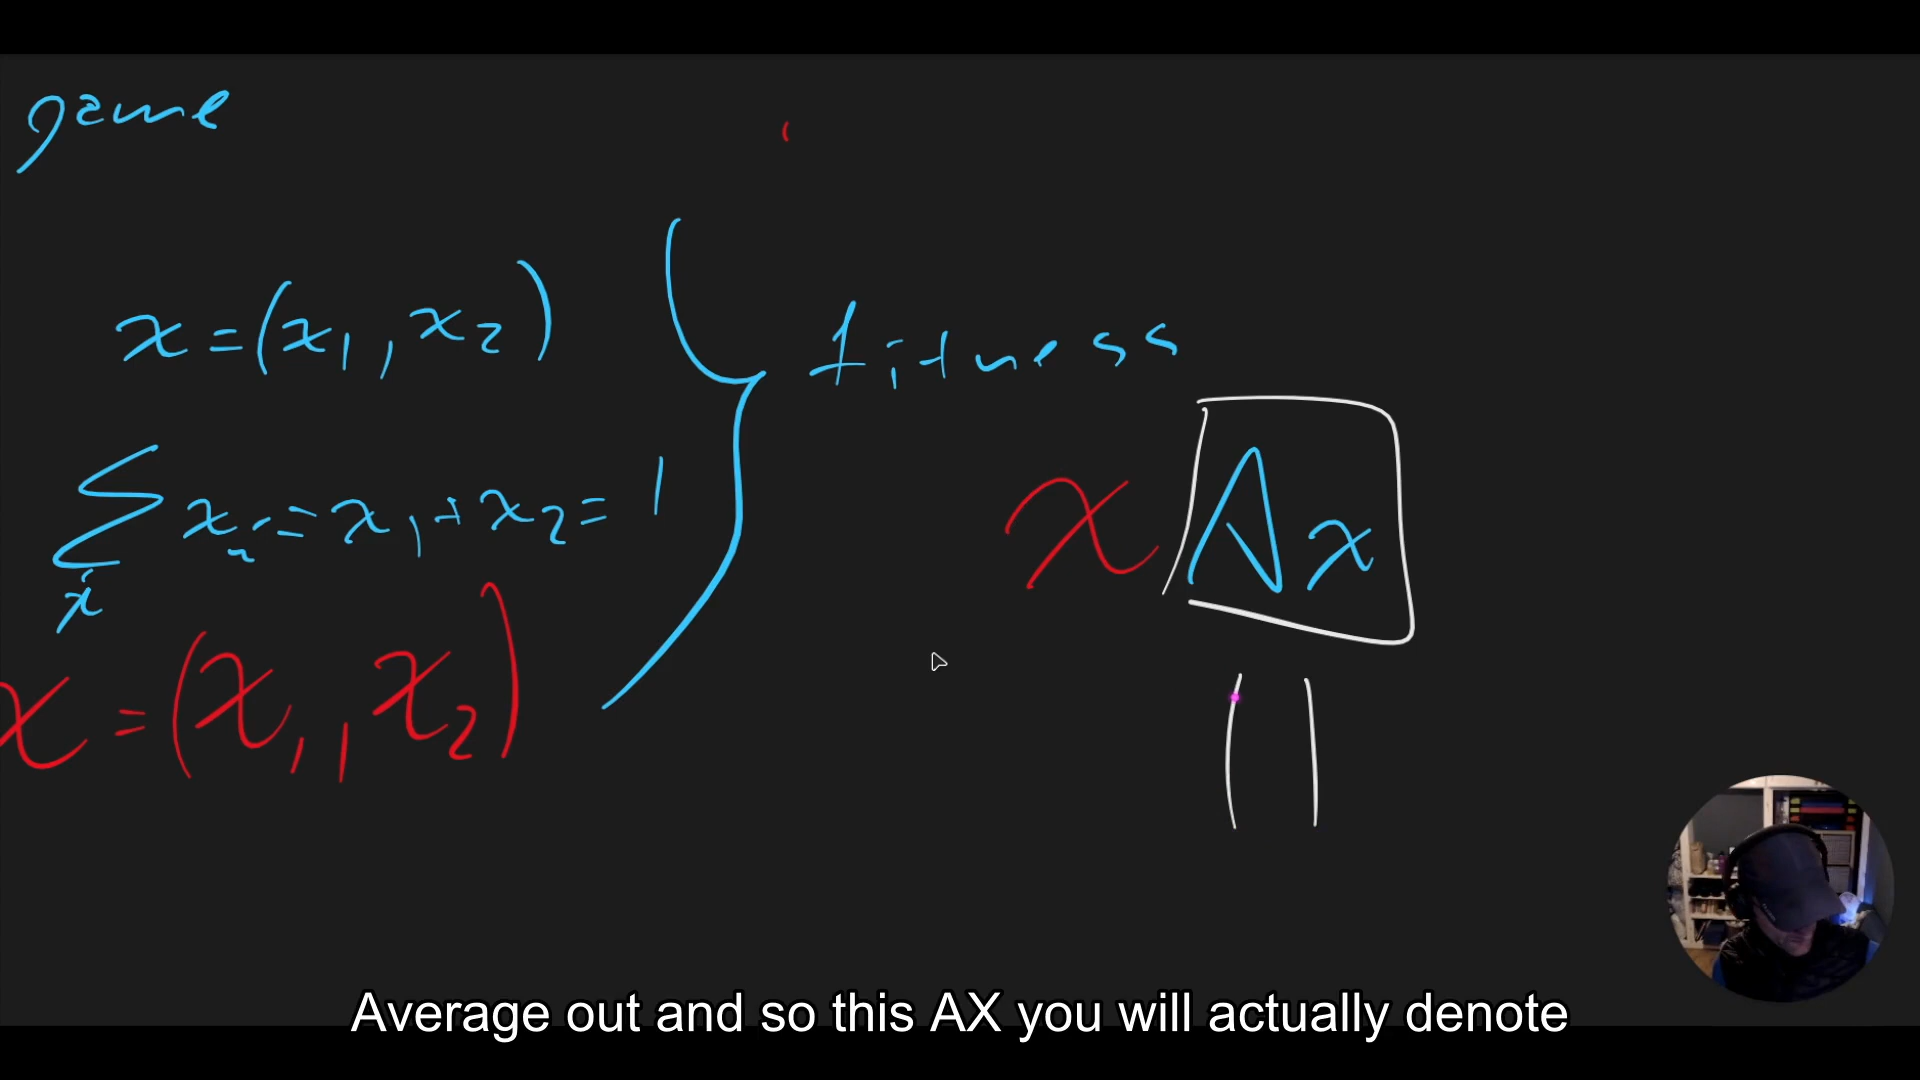 game
x = (x₁, x₂)
fitness
∑ᵢ xᵢ = x₁ + x₂ = 1
x Ax
x = (x₁, x₂)
Average out and so this AX you will actually denote